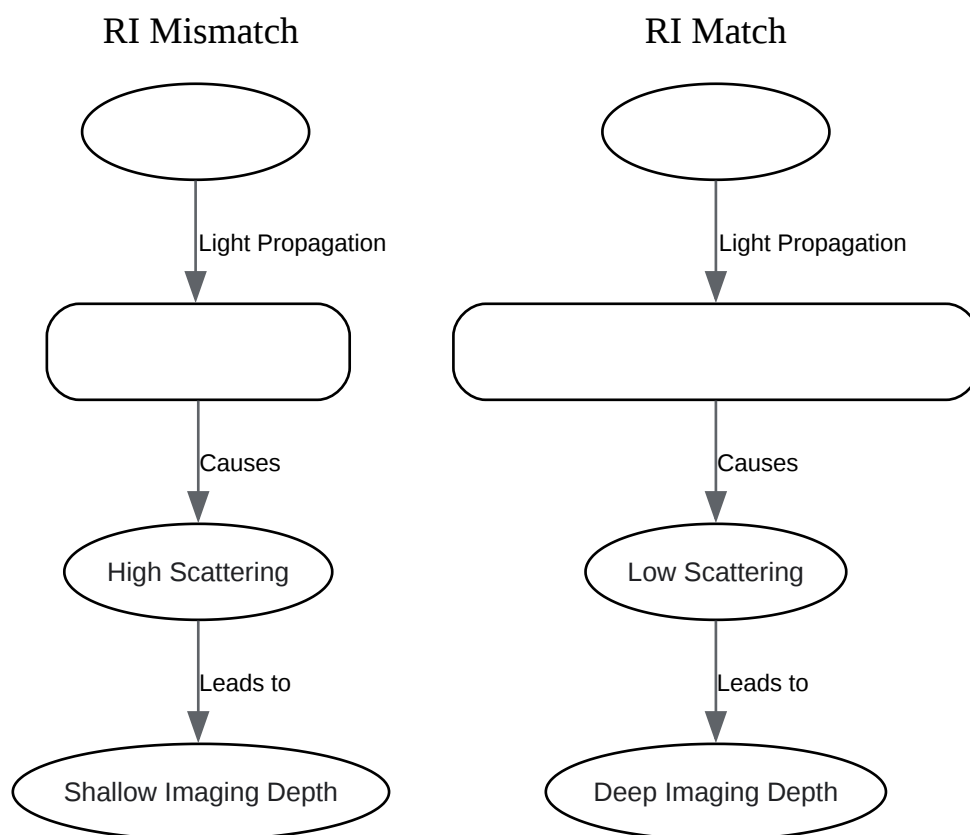 RI Mismatch
RI Match
Light Propagation
Light Propagation
Causes
Causes
High Scattering
Low Scattering
Leads to
Leads to
Shallow Imaging Depth
Deep Imaging Depth